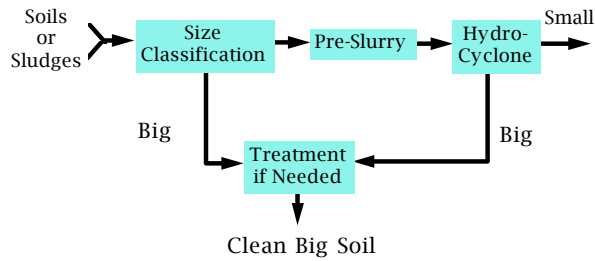 Soils
or
Sludges
Size
Classification
Pre-Slurry
Hydro-
Cyclone
Small
Big
Big
Treatment
if Needed
Clean Big Soil